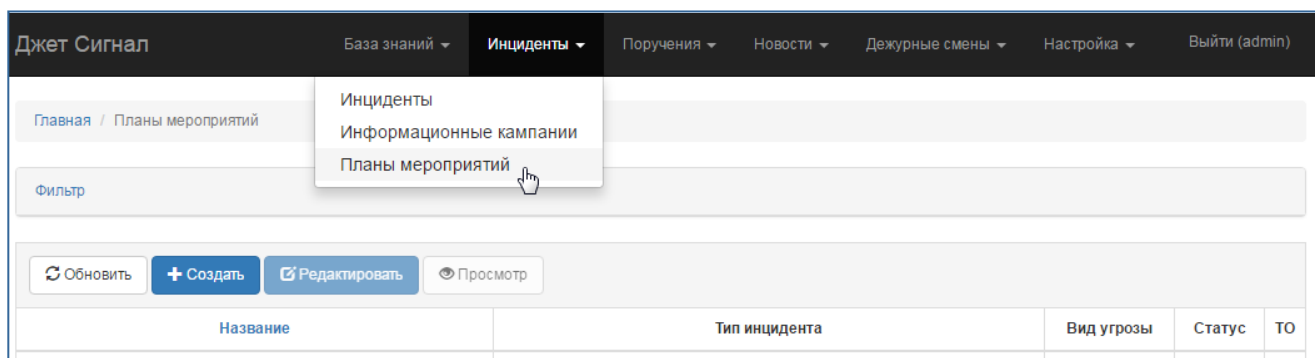 Джет Сигнал База знаний Инциденты Поручения Новости Дежурные смены Настройка Выйти (admin)
Инциденты
Информационные кампании
Планы мероприятий
Главная / Планы мероприятий
Фильтр
Обновить Создать Редактировать Просмотр
Название Тип инцидента Вид угрозы Статус ТО